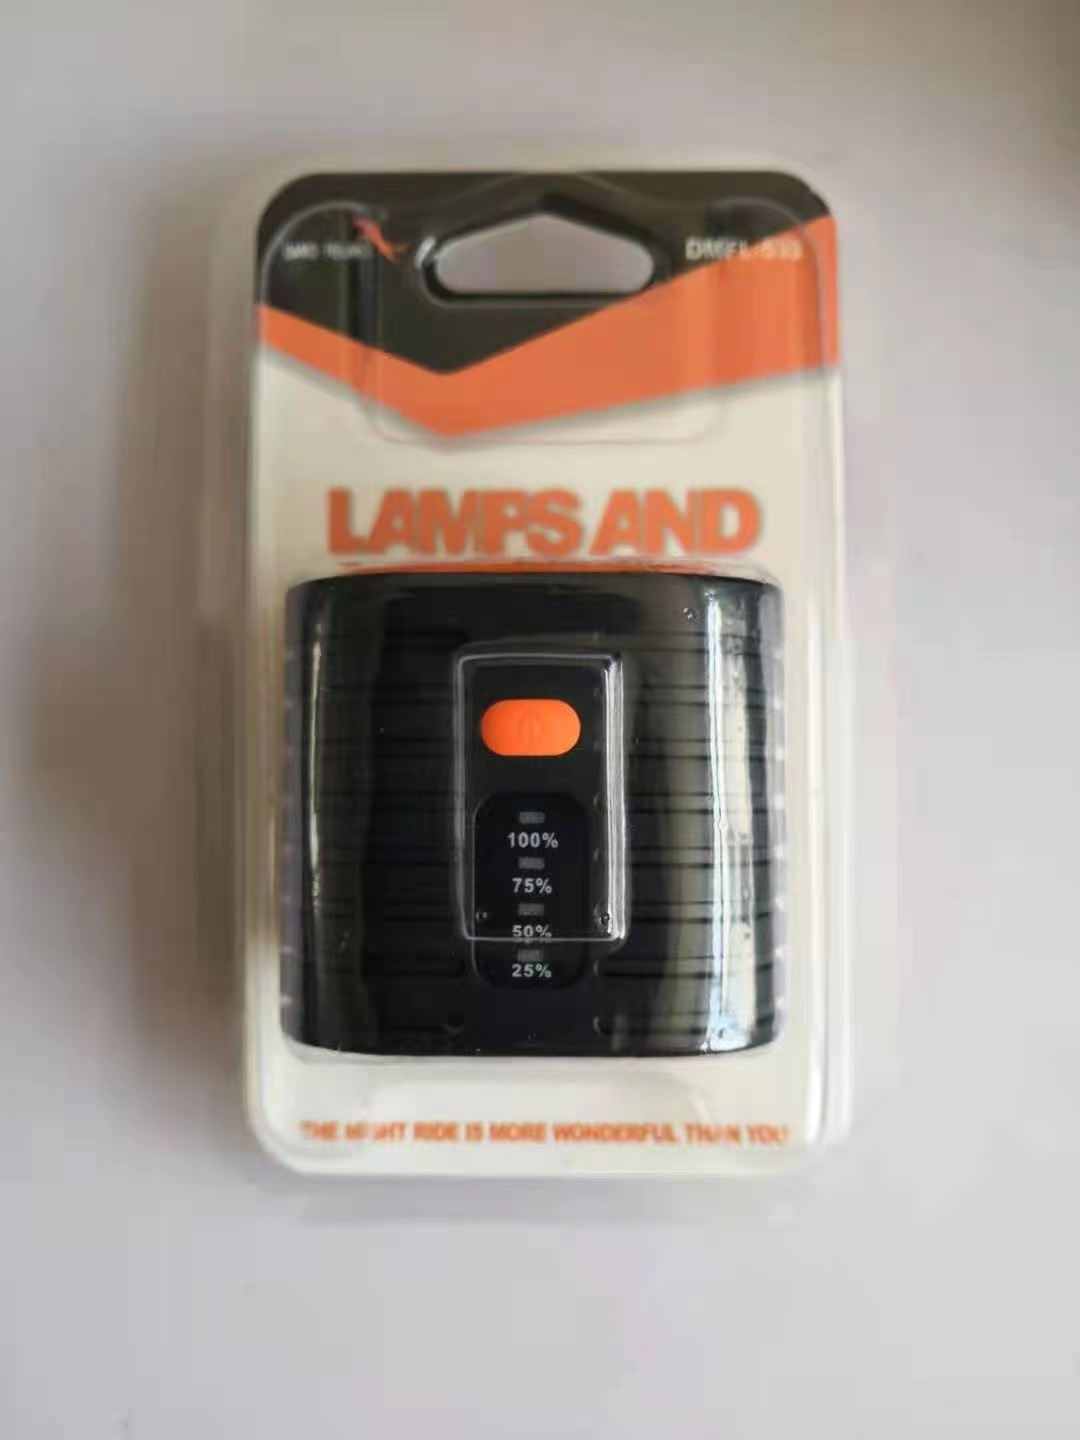 LAMPS AND
100%
75%
50%
25%
THE NIGHT RIDE IS MORE WONDERFUL THAN YOU